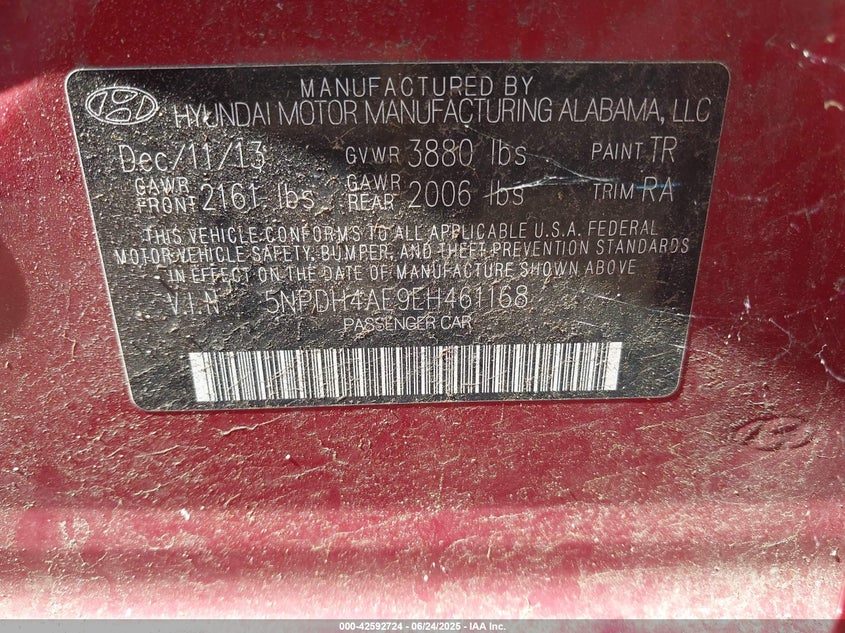 MANUFACTURED BY
HYUNDAI MOTOR MANUFACTURING ALABAMA, LLC
Dec/11/13 GVWR 3880 lbs PAINT TR
GAWR FRONT 2161 lbs GAWR REAR 2006 lbs TRIM RA
THIS VEHICLE CONFORMS TO ALL APPLICABLE U.S.A. FEDERAL
MOTOR VEHICLE SAFETY, BUMPER, AND THEFT PREVENTION STANDARDS
IN EFFECT ON THE DATE OF MANUFACTURE SHOWN ABOVE
V.I.N 5NPDH4AE9EH461168
PASSENGER CAR
000-42592724 - 06/24/2025 - IAA Inc.